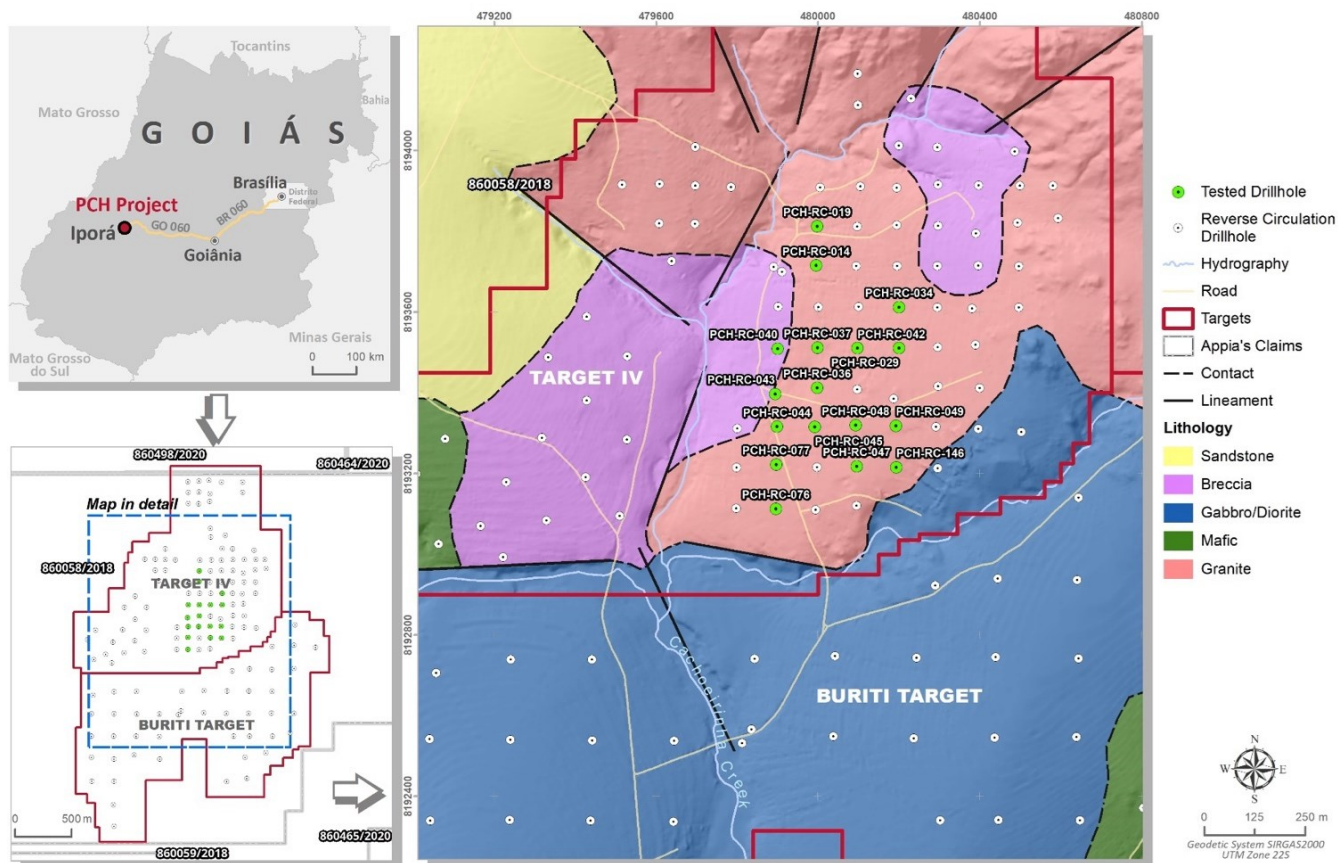 Tocantins
Mato Grosso
Bahia
GOIÁS
Brasília
Distrito
Federal
PCH Project
Iporá
GO 060
BR 060
Goiânia
Minas Gerais
Mato Grosso
do Sul
0 100 km
860498/2020
860464/2020
Map in detail
860058/2018
TARGET IV
BURITI TARGET
0 500 m
860465/2020
860059/2018
479200 479600 480000 480400 480800
8194000
8193600
8193200
8192800
8192400
860058/2018
PCH-RC-019
PCH-RC-014
PCH-RC-034
PCH-RC-040
PCH-RC-037
PCH-RC-042
PCH-RC-029
TARGET IV
PCH-RC-043
PCH-RC-036
PCH-RC-044
PCH-RC-048
PCH-RC-049
PCH-RC-045
PCH-RC-077
PCH-RC-047
PCH-RC-146
PCH-RC-076
Cachoeirinha Creek
BURITI TARGET
Tested Drillhole
Reverse Circulation
Drillhole
Hydrography
Road
Targets
Appia's Claims
Contact
Lineament
Lithology
Sandstone
Breccia
Gabbro/Diorite
Mafic
Granite
N
W E
S
0 125 250 m
Geodetic System SIRGAS2000
UTM Zone 22S